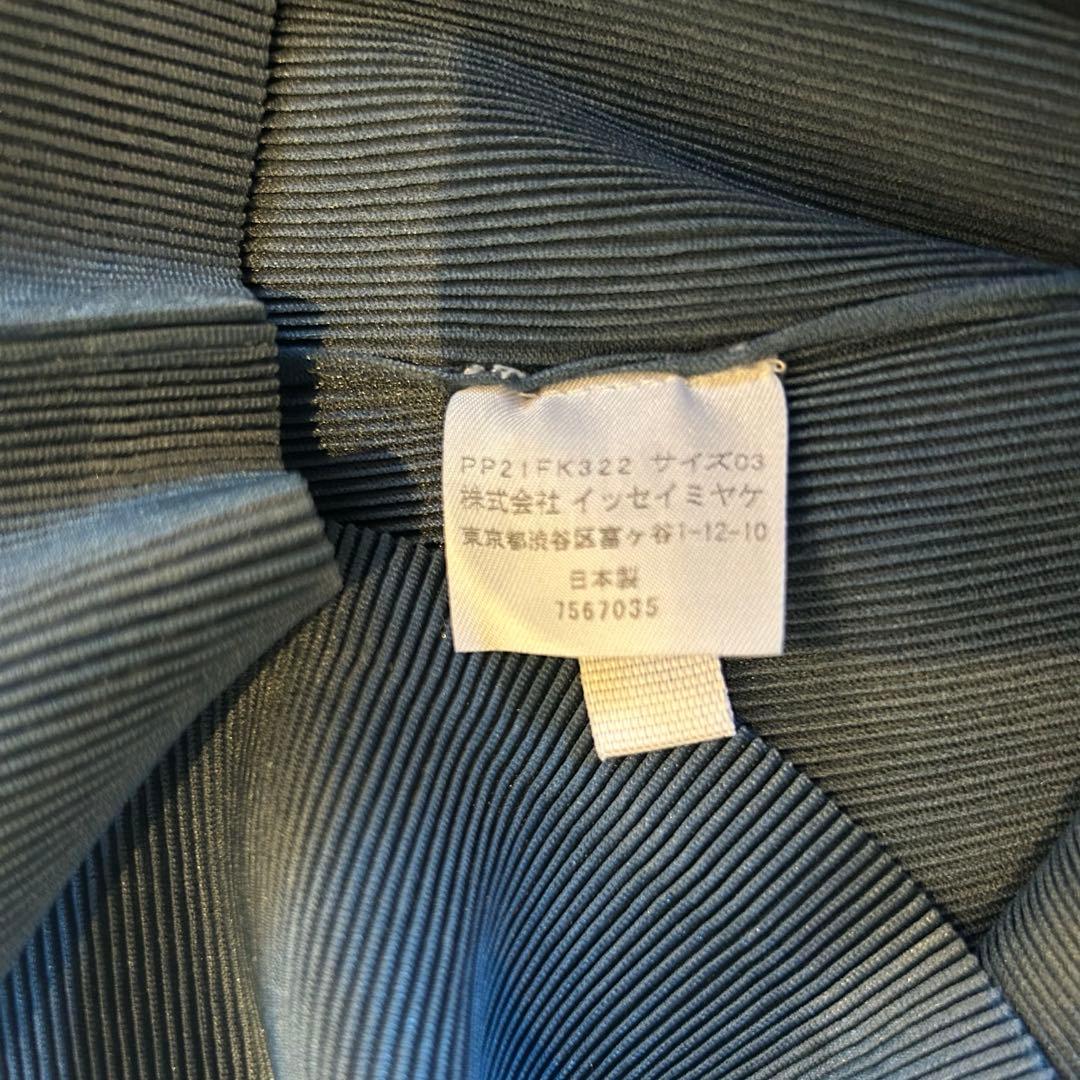 PP21FK322 サイズ03
株式会社 イッセイミヤケ
東京都渋谷区富ヶ谷1-12-10
日本製
7567035